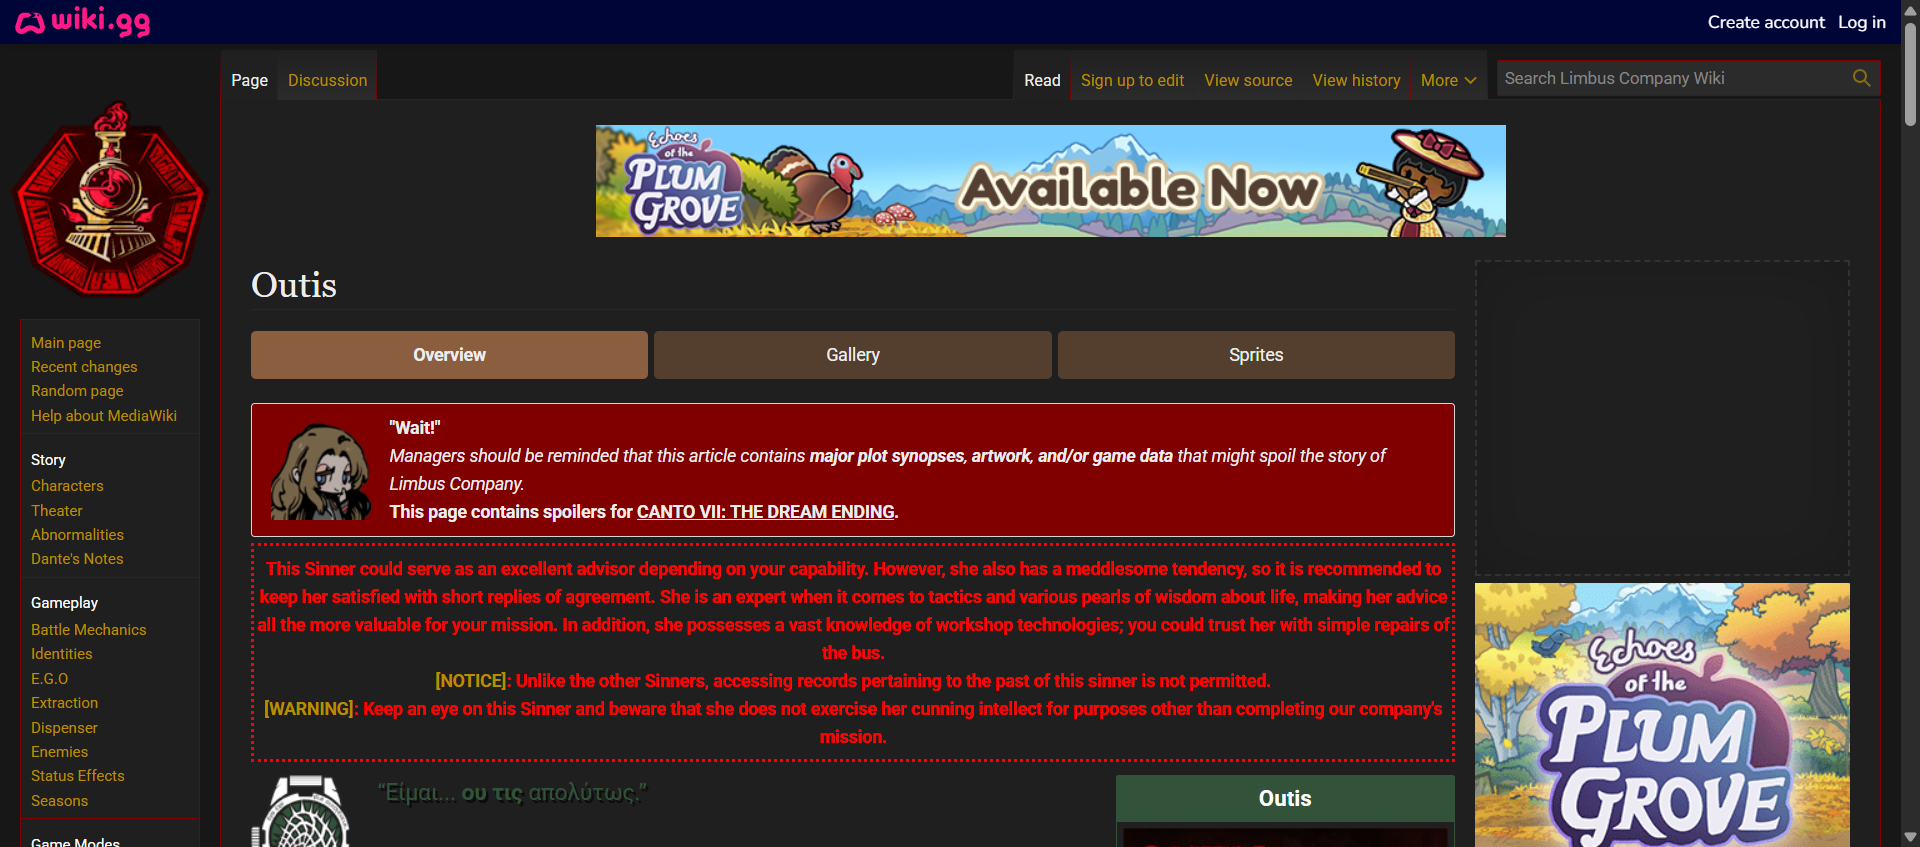 wiki.gg
Create account Log in
Page Discussion
Read Sign up to edit View source View history More
Search Limbus Company Wiki
Echoes
of the
PLUM
GROVE
Available Now
Outis
Overview Gallery Sprites
"Wait!"
Managers should be reminded that this article contains major plot synopses, artwork, and/or game data that might spoil the story of
Limbus Company.
This page contains spoilers for CANTO VII: THE DREAM ENDING.
This Sinner could serve as an excellent advisor depending on your capability. However, she also has a meddlesome tendency, so it is recommended to
keep her satisfied with short replies of agreement. She is an expert when it comes to tactics and various pearls of wisdom about life, making her advice
all the more valuable for your mission. In addition, she possesses a vast knowledge of workshop technologies; you could trust her with simple repairs of
the bus.
[NOTICE]: Unlike the other Sinners, accessing records pertaining to the past of this sinner is not permitted.
[WARNING]: Keep an eye on this Sinner and beware that she does not exercise her cunning intellect for purposes other than completing our company's
mission.
“Είμαι... ου τις απολύτως.”
Outis
Main page
Recent changes
Random page
Help about MediaWiki
Story
Characters
Theater
Abnormalities
Dante's Notes
Gameplay
Battle Mechanics
Identities
E.G.O
Extraction
Dispenser
Enemies
Status Effects
Seasons
Game Modes
Echoes
of the
PLUM
GROVE